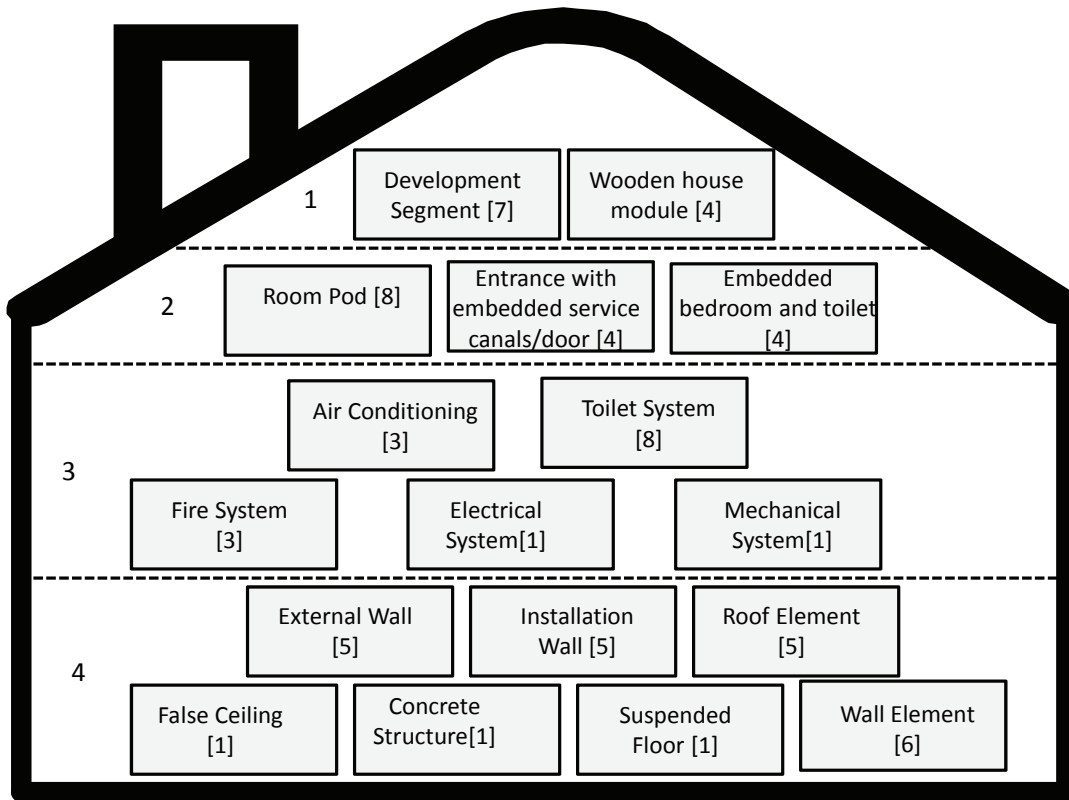 1
Development
Segment [7]
Wooden house
module [4]
2
Room Pod [8]
Entrance with
embedded service
canals/door [4]
Embedded
bedroom and toilet
[4]
3
Air Conditioning
[3]
Toilet System
[8]
Fire System
[3]
Electrical
System[1]
Mechanical
System[1]
4
External Wall
[5]
Installation
Wall [5]
Roof Element
[5]
False Ceiling
[1]
Concrete
Structure[1]
Suspended
Floor [1]
Wall Element
[6]